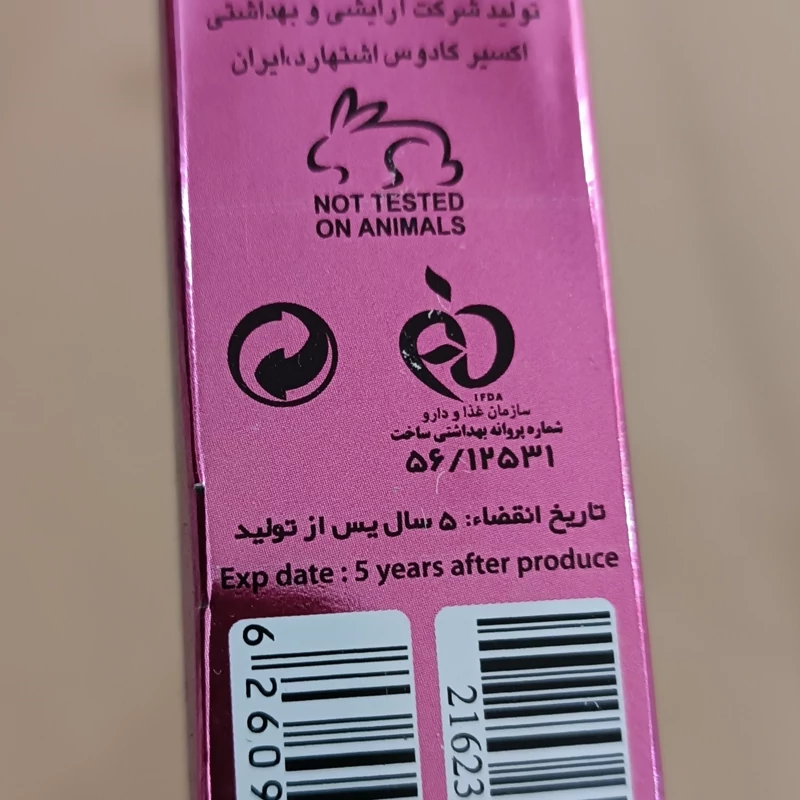 تولید شرکت آرایشی و بهداشتی
اکسیر کادوس اشتهارد،ایران
NOT TESTED
ON ANIMALS
IFDA
سازمان غذا و دارو
شماره پروانه بهداشتی ساخت
۵۶/۱۲۵۳۱
تاریخ انقضاء: ۵ سال پس از تولید
Exp date : 5 years after produce
62609
21623